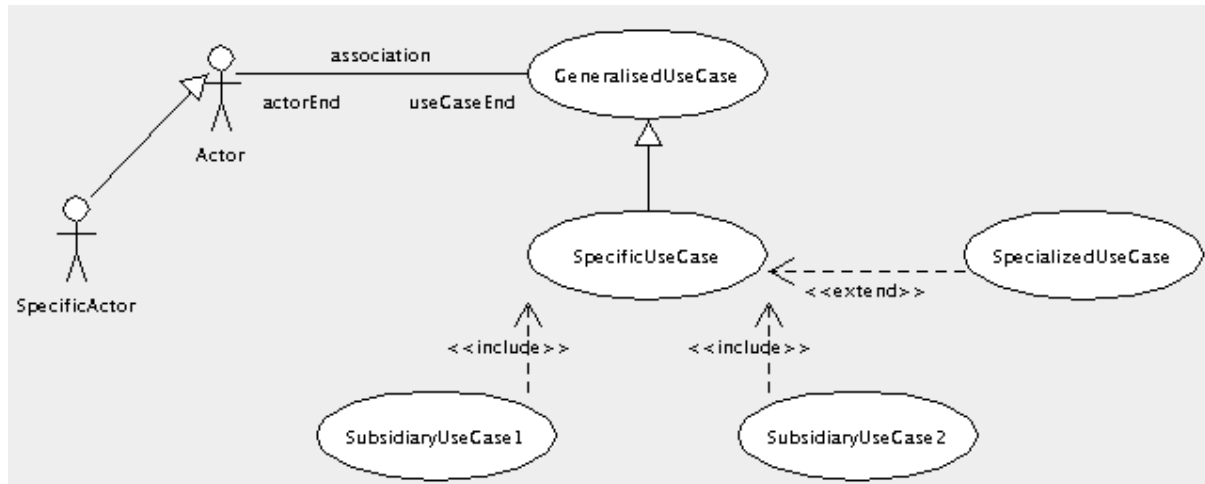 association
GeneralisedUseCase
actorEnd
useCaseEnd
Actor
SpecificUseCase
SpecializedUseCase
<<extend>>
SpecificActor
<<include>>
<<include>>
SubsidiaryUseCase1
SubsidiaryUseCase2